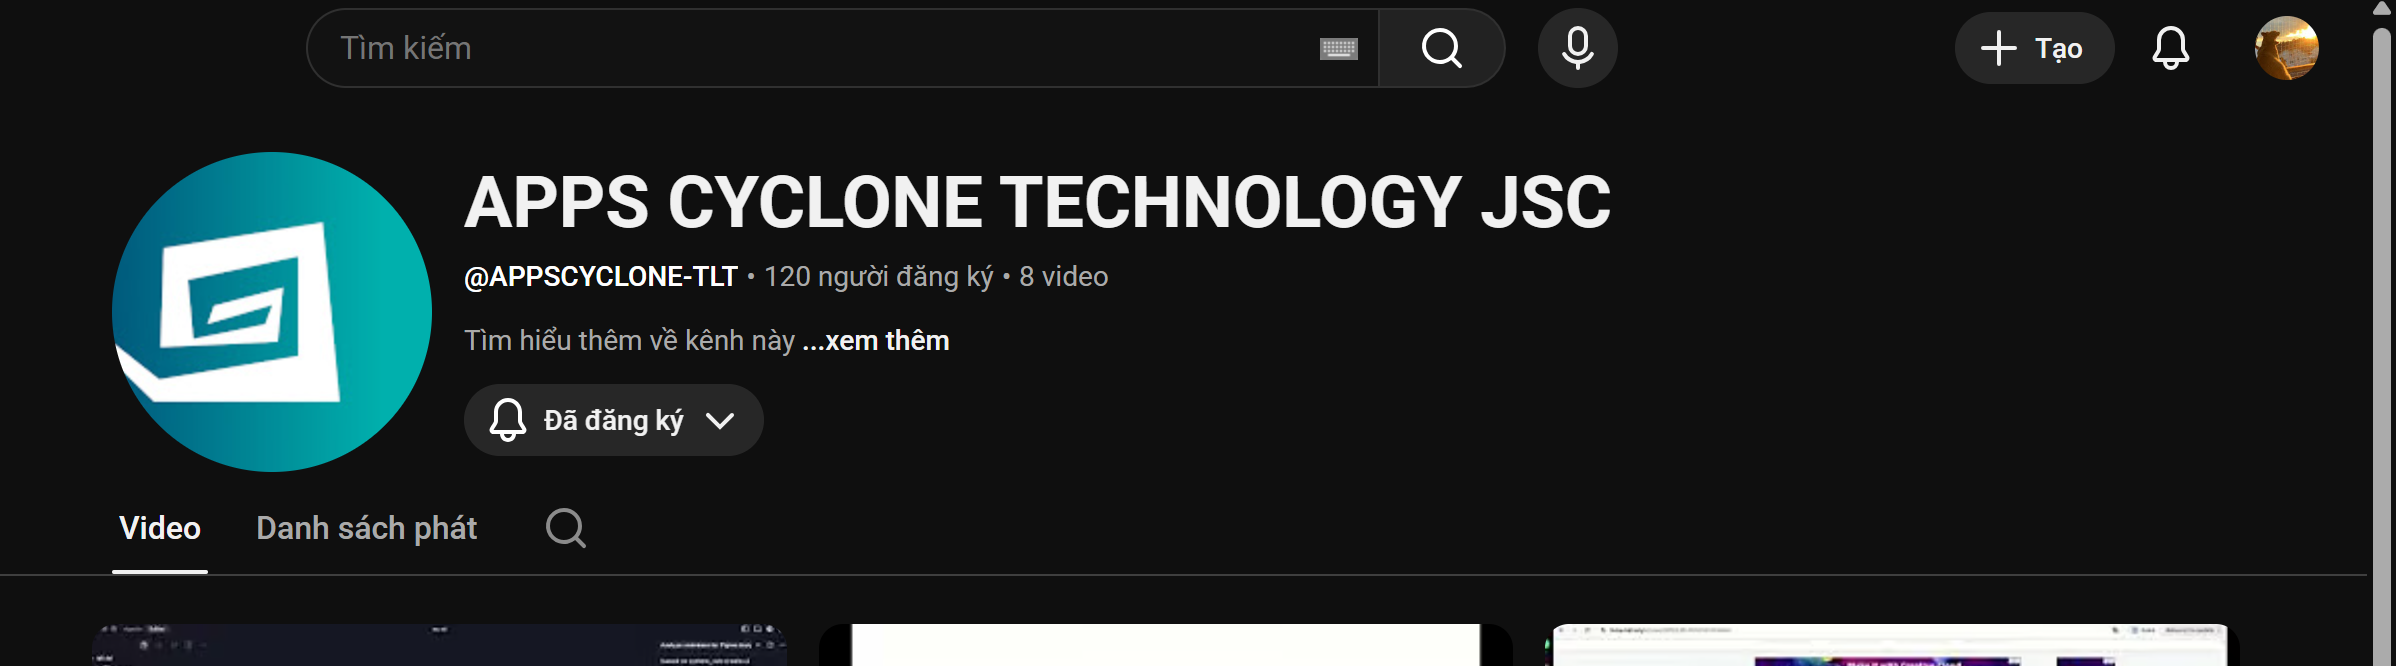 Tìm kiếm
Tạo
APPS CYCLONE TECHNOLOGY JSC
@APPSCYCLONE-TLT • 120 người đăng ký • 8 video
Tìm hiểu thêm về kênh này ...xem thêm
Đã đăng ký
Video Danh sách phát